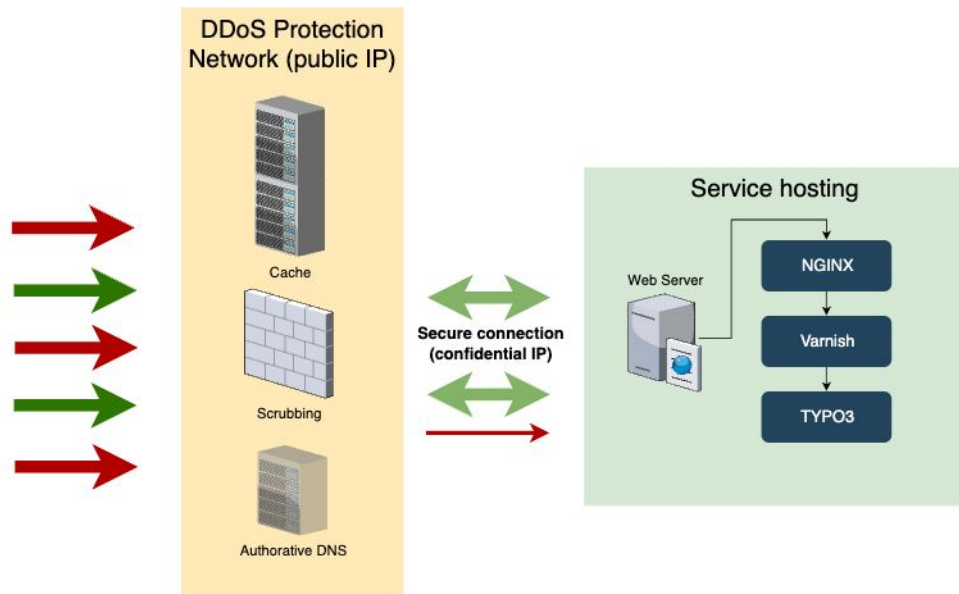 DDoS Protection
Network (public IP)
Cache
Scrubbing
Authorative DNS
Secure connection
(confidential IP)
Service hosting
Web Server
NGINX
Varnish
TYPO3